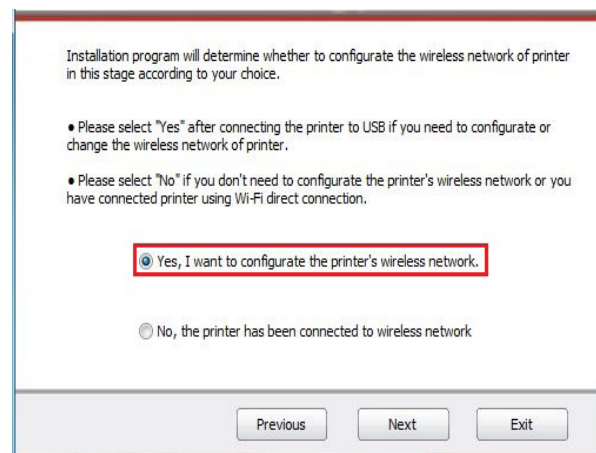 Installation program will determine whether to configurate the wireless network of printer
in this stage according to your choice.
● Please select "Yes" after connecting the printer to USB if you need to configurate or
change the wireless network of printer.
● Please select "No" if you don't need to configurate the printer's wireless network or you
have connected printer using Wi-Fi direct connection.
Yes, I want to configurate the printer's wireless network.
No, the printer has been connected to wireless network
Previous Next Exit